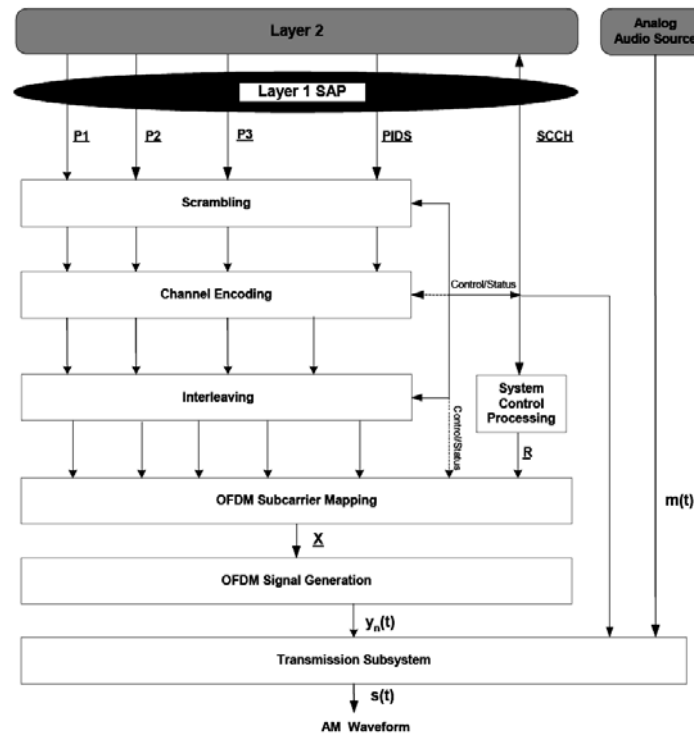 Layer 2
Analog
Audio Source
Layer 1 SAP
P1
P2
P3
PIDS
SCCH
Scrambling
Control/Status
Channel Encoding
Interleaving
System
Control
Processing
Control/Status
R
OFDM Subcarrier Mapping
m(t)
X
OFDM Signal Generation
yn(t)
Transmission Subsystem
s(t)
AM Waveform